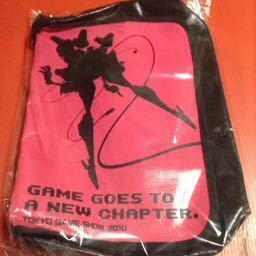 GAME GOES TO
A NEW CHAPTER.
TOKYO GAME SHOW 2010